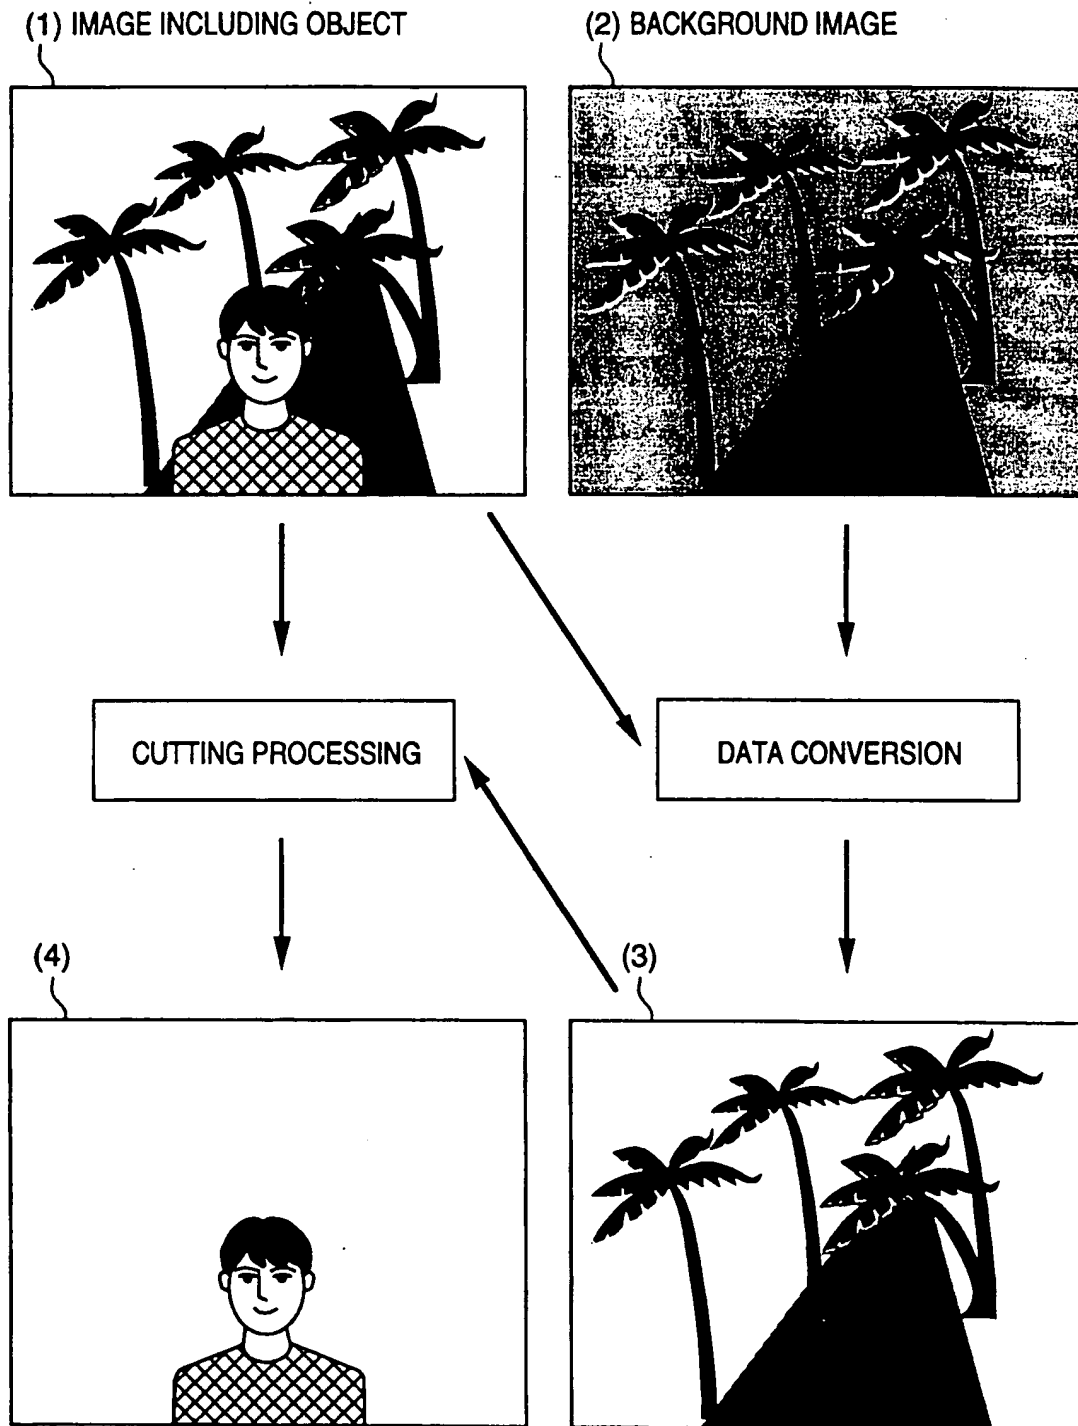 (1) IMAGE INCLUDING OBJECT
(2) BACKGROUND IMAGE
CUTTING PROCESSING
DATA CONVERSION
(4)
(3)